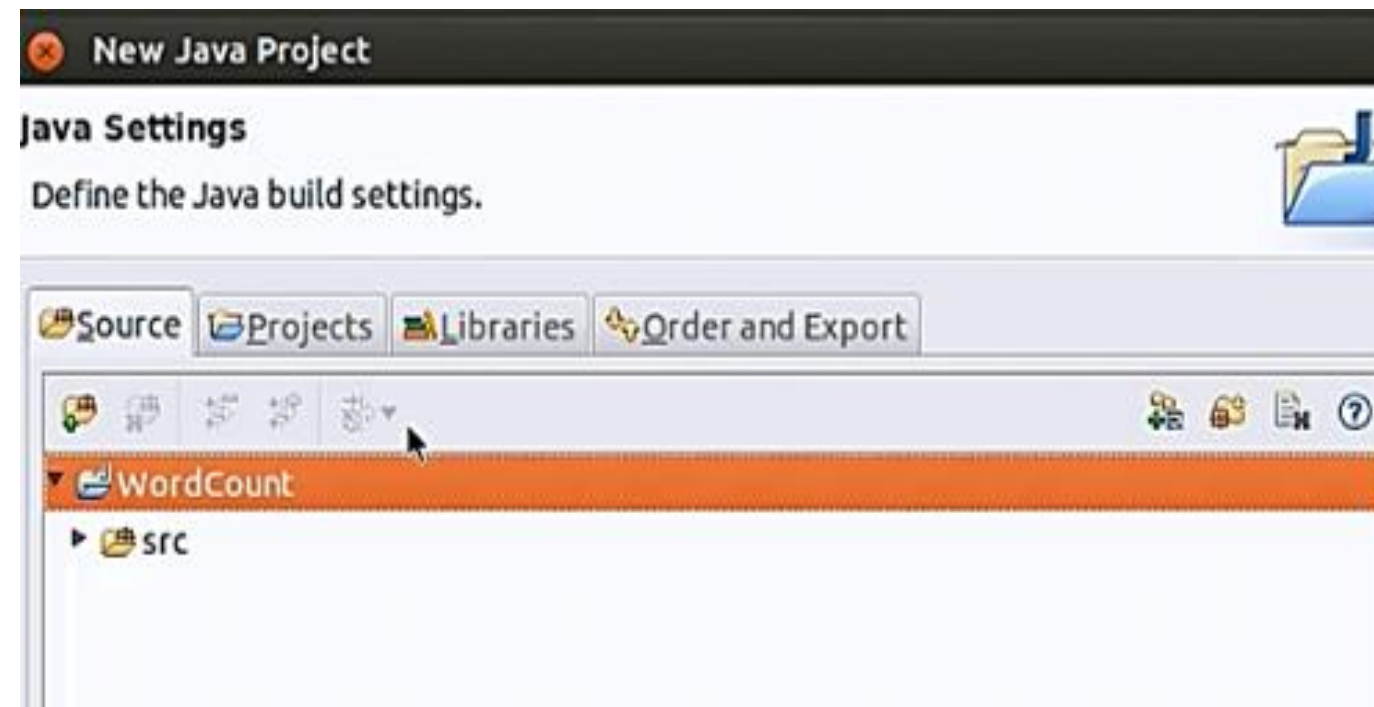 New Java Project
Java Settings
Define the Java build settings.
Source Projects Libraries Order and Export
WordCount
src